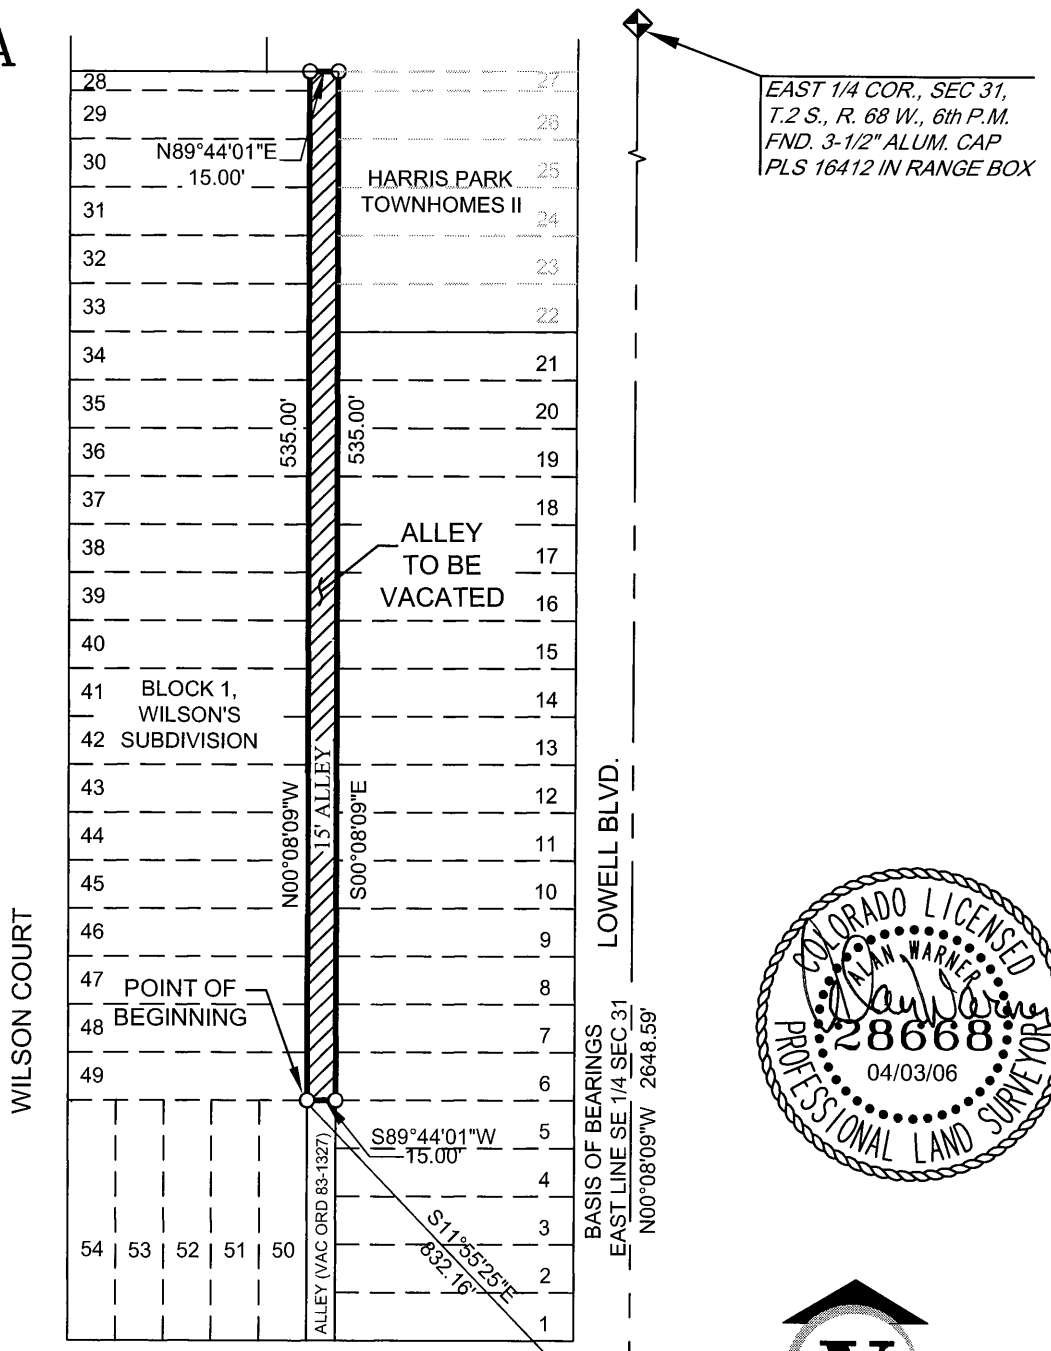 A
EAST 1/4 COR., SEC 31,
T.2 S., R. 68 W., 6th P.M.
FND. 3-1/2" ALUM. CAP
PLS 16412 IN RANGE BOX
28
29
30
31
32
33
34
35
36
37
38
39
40
41
42
43
44
45
46
47
48
49
N89°44'01"E
15.00'
HARRIS PARK
TOWNHOMES II
27
26
25
24
23
22
21
20
19
18
17
16
15
14
13
12
11
10
9
8
7
6
5
4
3
2
1
535.00'
535.00'
ALLEY
TO BE
VACATED
BLOCK 1,
WILSON'S
SUBDIVISION
15' ALLEY
N00°08'09"W
S00°08'09"E
LOWELL BLVD.
WILSON COURT
POINT OF
BEGINNING
S89°44'01"W
15.00'
54
53
52
51
50
ALLEY (VAC ORD 83-1327)
S11°55'25"E
832.16'
BASIS OF BEARINGS
EAST LINE SE 1/4 SEC 31
N00°08'09"W 2648.59'
COLORADO LICENSED
ALAN WARNER
Alan Warner
28668
04/03/06
PROFESSIONAL LAND SURVEYOR
N